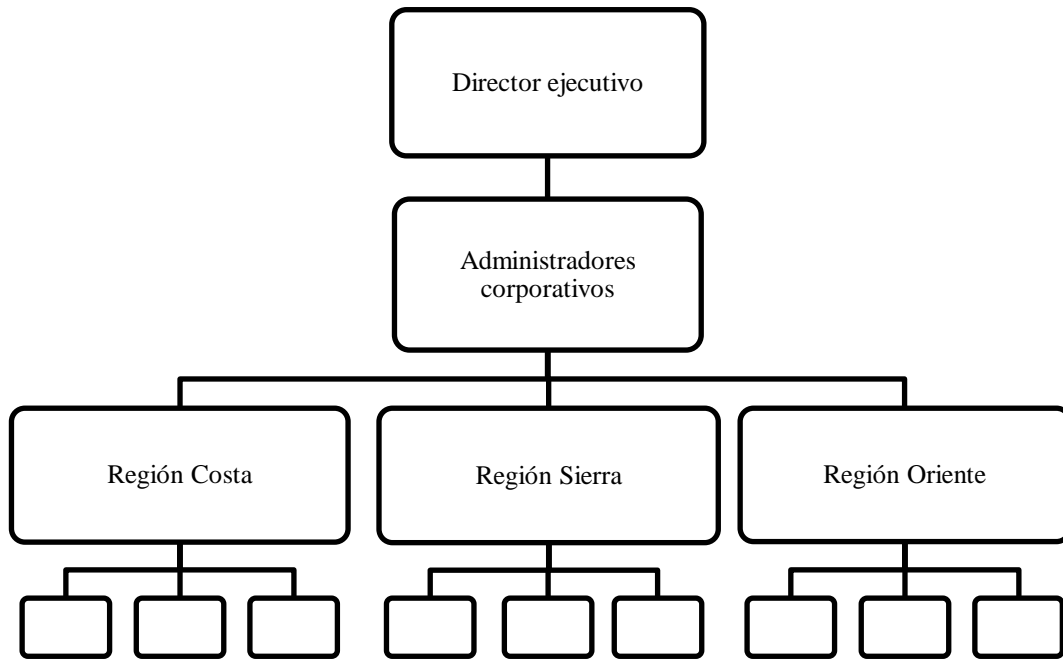 Director ejecutivo
Administradores
corporativos
Región Costa
Región Sierra
Región Oriente